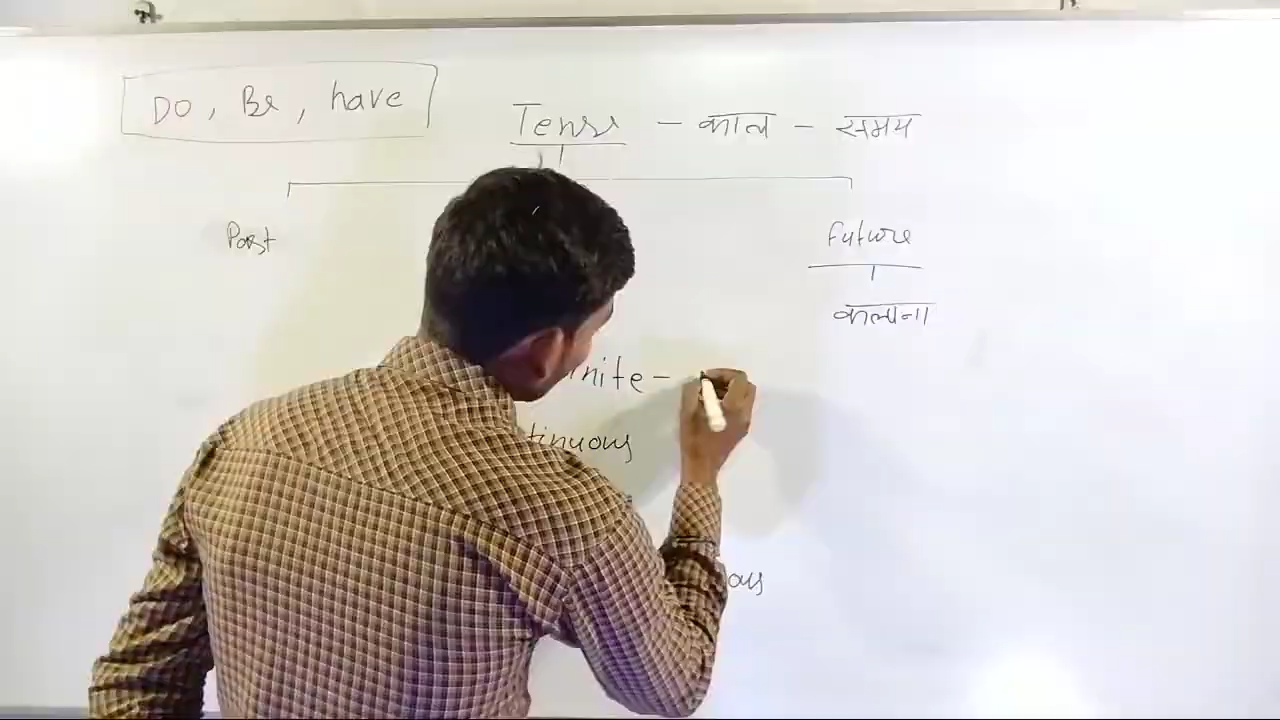 Do, Be, have
Tense - काल - समय
Past
Future
कल्पना
nite -
tinuous
ous